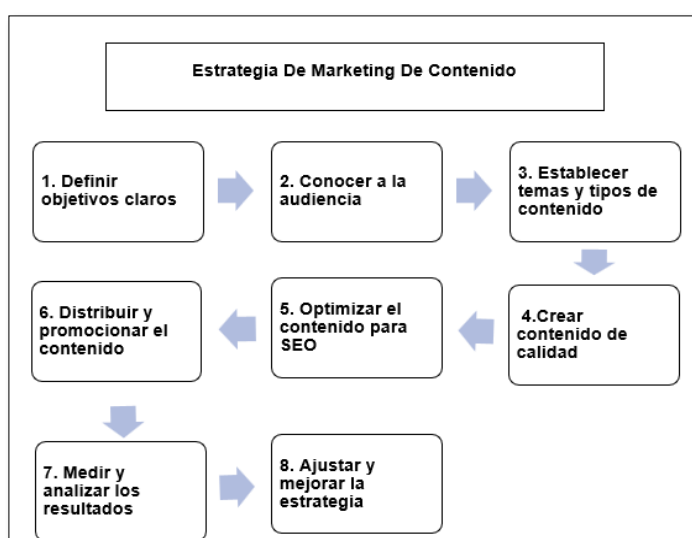 Estrategia De Marketing De Contenido
1. Definir
objetivos claros
2. Conocer a la
audiencia
3. Establecer
temas y tipos de
contenido
4.Crear
contenido de
calidad
5. Optimizar el
contenido para
SEO
6. Distribuir y
promocionar el
contenido
7. Medir y
analizar los
resultados
8. Ajustar y
mejorar la
estrategia